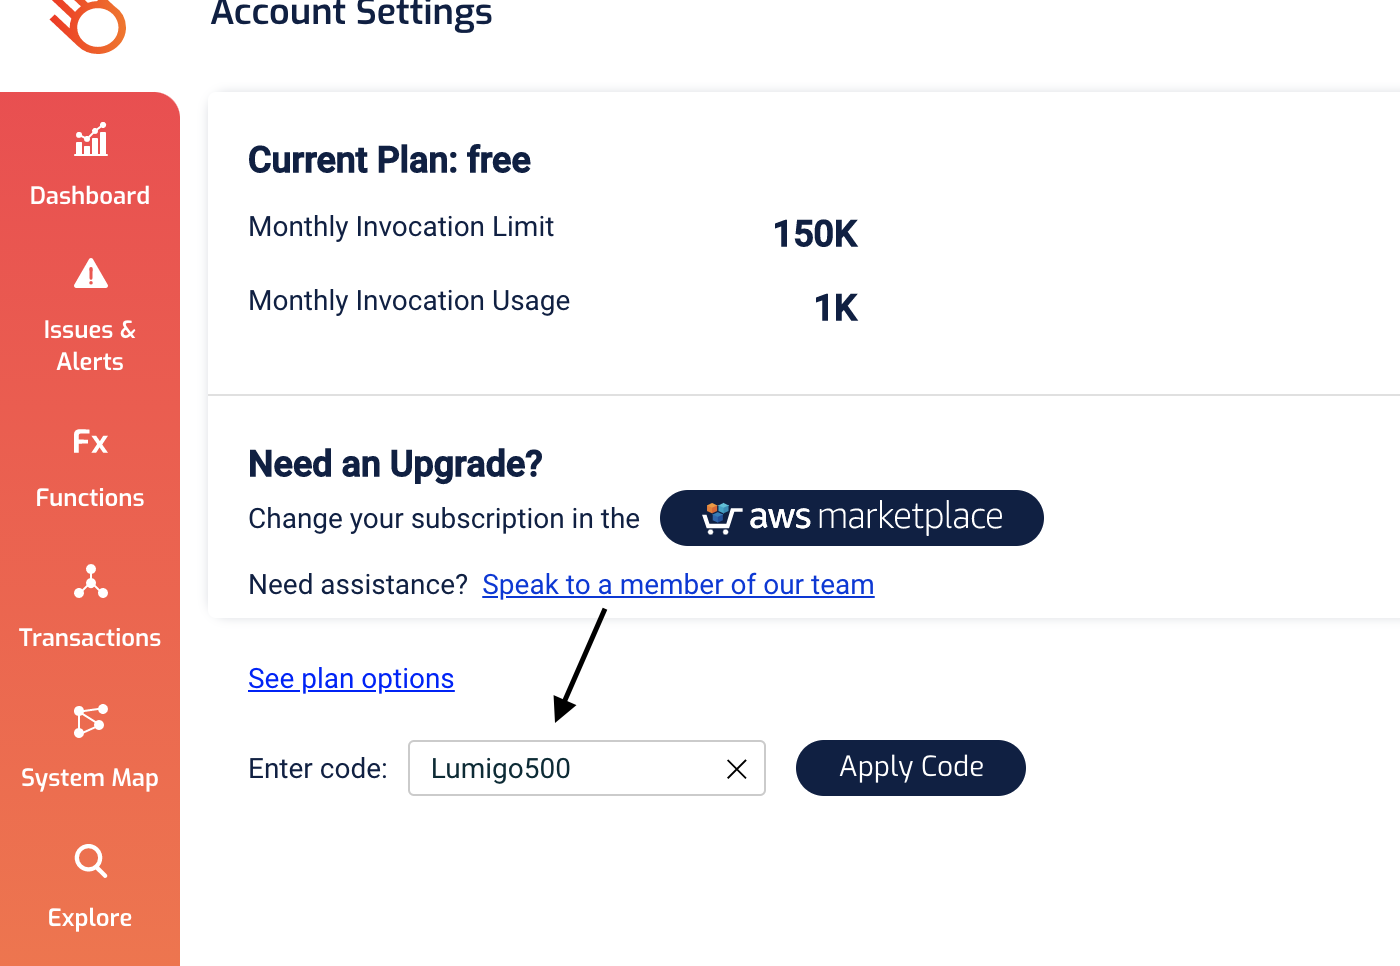 Account Settings
Dashboard
Issues &
Alerts
Fx
Functions
Transactions
System Map
Explore
Current Plan: free
Monthly Invocation Limit 150K
Monthly Invocation Usage 1K
Need an Upgrade?
Change your subscription in the aws marketplace
Need assistance? Speak to a member of our team
See plan options
Enter code: Lumigo500 Apply Code